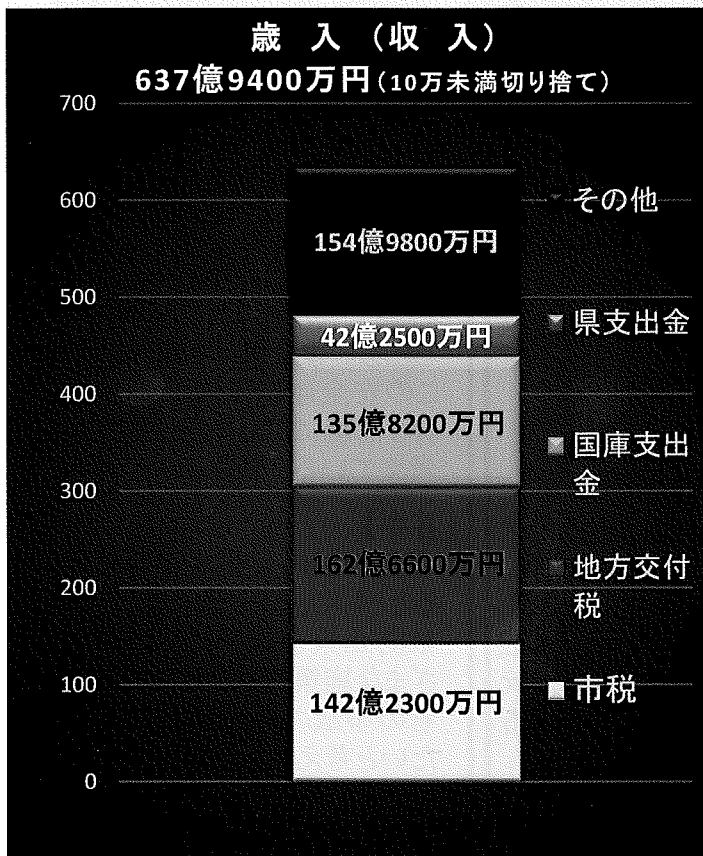 歳 入 (収 入)
637億9400万円(10万未満切り捨て)
700
600
500
400
300
200
100
0
154億9800万円
42億2500万円
135億8200万円
162億6600万円
142億2300万円
その他
県支出金
国庫支出
金
地方交付
税
市税